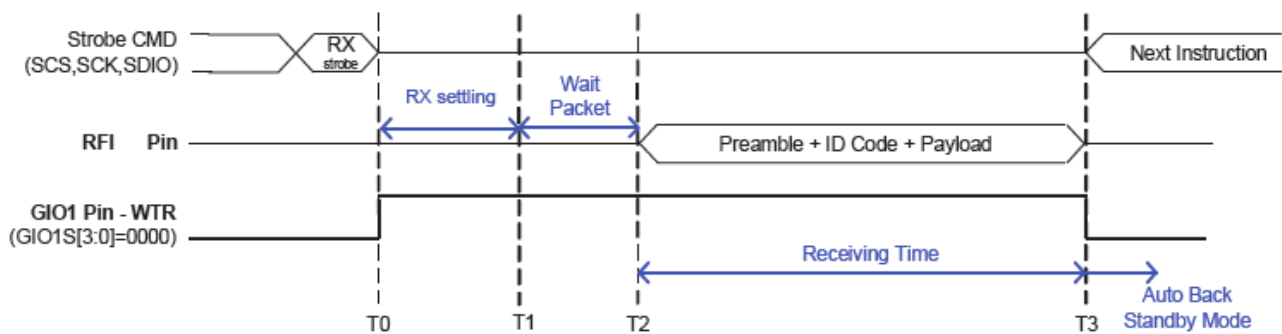 Strobe CMD
(SCS,SCK,SDIO)
RX
strobe
Next Instruction
RX settling
Wait
Packet
RFI Pin
Preamble + ID Code + Payload
GIO1 Pin - WTR
(GIO1S[3:0]=0000)
Receiving Time
Auto Back
Standby Mode
T0
T1
T2
T3